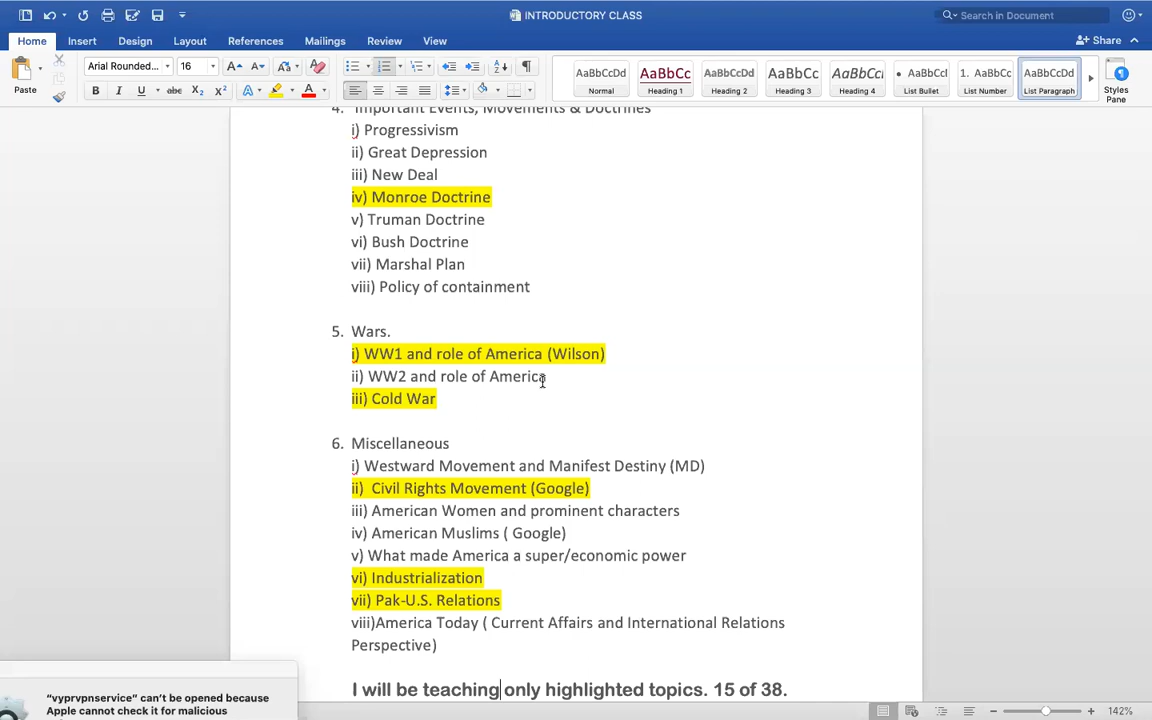 INTRODUCTORY CLASS
Search in Document
Home Insert Design Layout References Mailings Review View
Share
Paste
Arial Rounded... 16
AaBbCcDd AaBbCc AaBbCcDd AaBbCcDd AaBbCcI AaBbCcI 1. AaBbCc AaBbCcDd
Normal Heading 1 Heading 2 Heading 3 Heading 4 List Bullet List Number List Paragraph
Styles Pane
4. Important Events, Movements & Doctrines
i) Progressivism
ii) Great Depression
iii) New Deal
iv) Monroe Doctrine
v) Truman Doctrine
vi) Bush Doctrine
vii) Marshal Plan
viii) Policy of containment
5. Wars.
i) WW1 and role of America (Wilson)
ii) WW2 and role of America
iii) Cold War
6. Miscellaneous
i) Westward Movement and Manifest Destiny (MD)
ii) Civil Rights Movement (Google)
iii) American Women and prominent characters
iv) American Muslims ( Google)
v) What made America a super/economic power
vi) Industrialization
vii) Pak-U.S. Relations
viii)America Today ( Current Affairs and International Relations
Perspective)
I will be teaching only highlighted topics. 15 of 38.
“vyprvpnservice” can’t be opened because
Apple cannot check it for malicious
142%